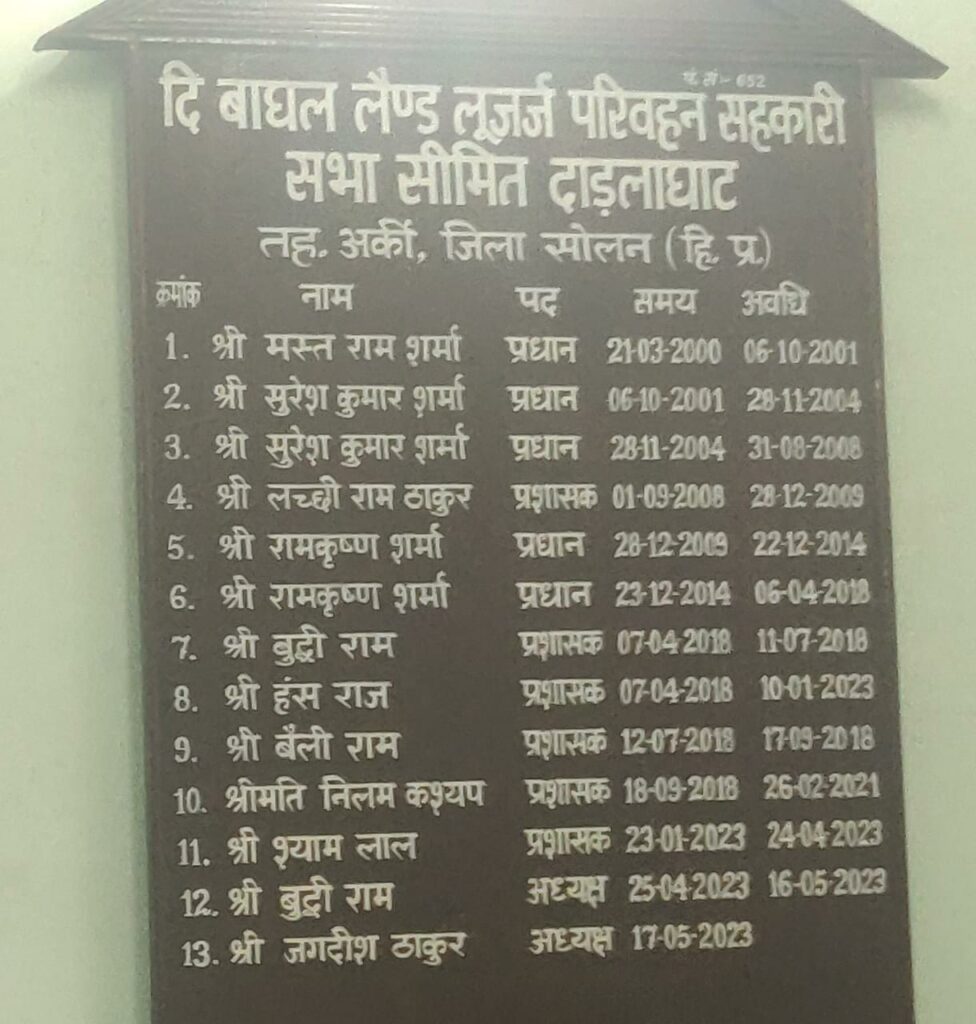 पं. सं:- 652
दि बाघल लैण्ड लूज़र्ज परिवहन सहकारी
सभा सीमित दाड़लाघाट
तह. अर्की, जिला सोलन (हि. प्र.)
क्रमांक नाम पद समय अवधि
1. श्री मस्त राम शर्मा प्रधान 21-03-2000 06-10-2001
2. श्री सुरेश कुमार शर्मा प्रधान 06-10-2001 28-11-2004
3. श्री सुरेश कुमार शर्मा प्रधान 28-11-2004 31-08-2008
4. श्री लच्छी राम ठाकुर प्रशासक 01-09-2008 28-12-2009
5. श्री रामकृष्ण शर्मा प्रधान 28-12-2009 22-12-2014
6. श्री रामकृष्ण शर्मा प्रधान 23-12-2014 06-04-2018
7. श्री बुद्धी राम प्रशासक 07-04-2018 11-07-2018
8. श्री हंस राज प्रशासक 07-04-2018 10-01-2023
9. श्री बैली राम प्रशासक 12-07-2018 17-09-2018
10. श्रीमति निलम कश्यप प्रशासक 18-09-2018 26-02-2021
11. श्री श्याम लाल प्रशासक 23-01-2023 24-04-2023
12. श्री बुद्धी राम अध्यक्ष 25-04-2023 16-05-2023
13. श्री जगदीश ठाकुर अध्यक्ष 17-05-2023